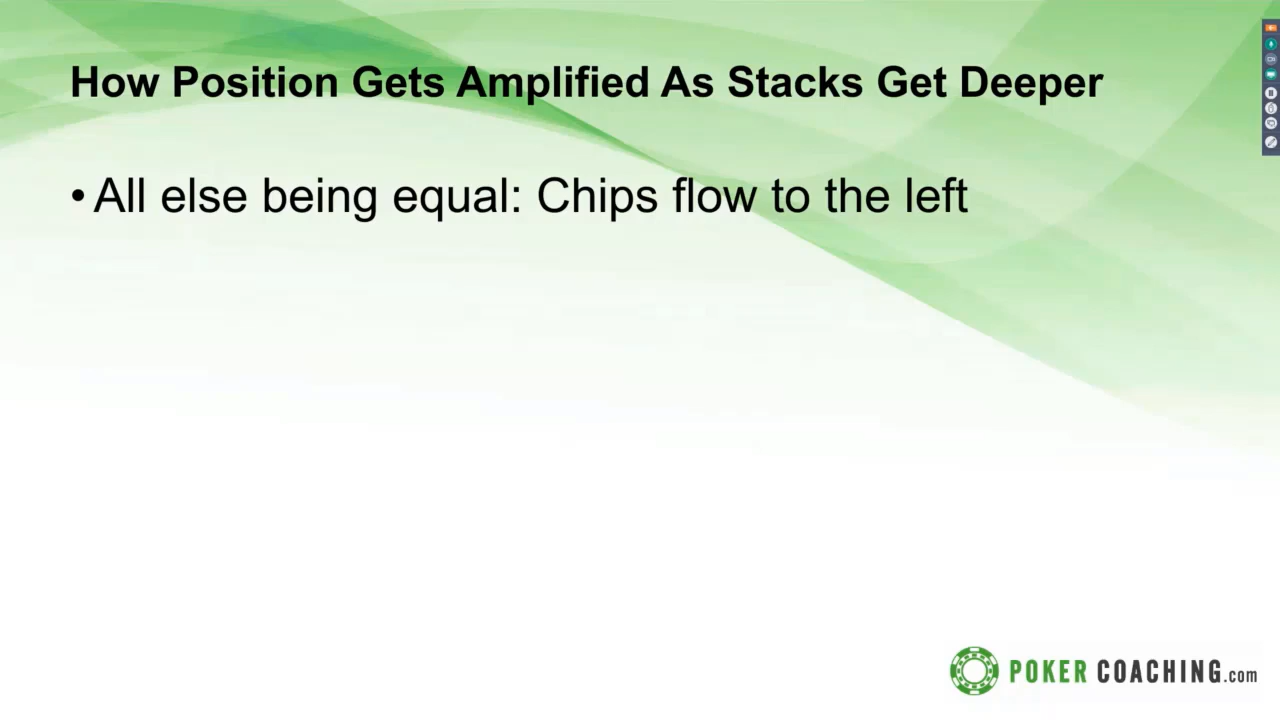 How Position Gets Amplified As Stacks Get Deeper
• All else being equal: Chips flow to the left
POKER COACHING.com